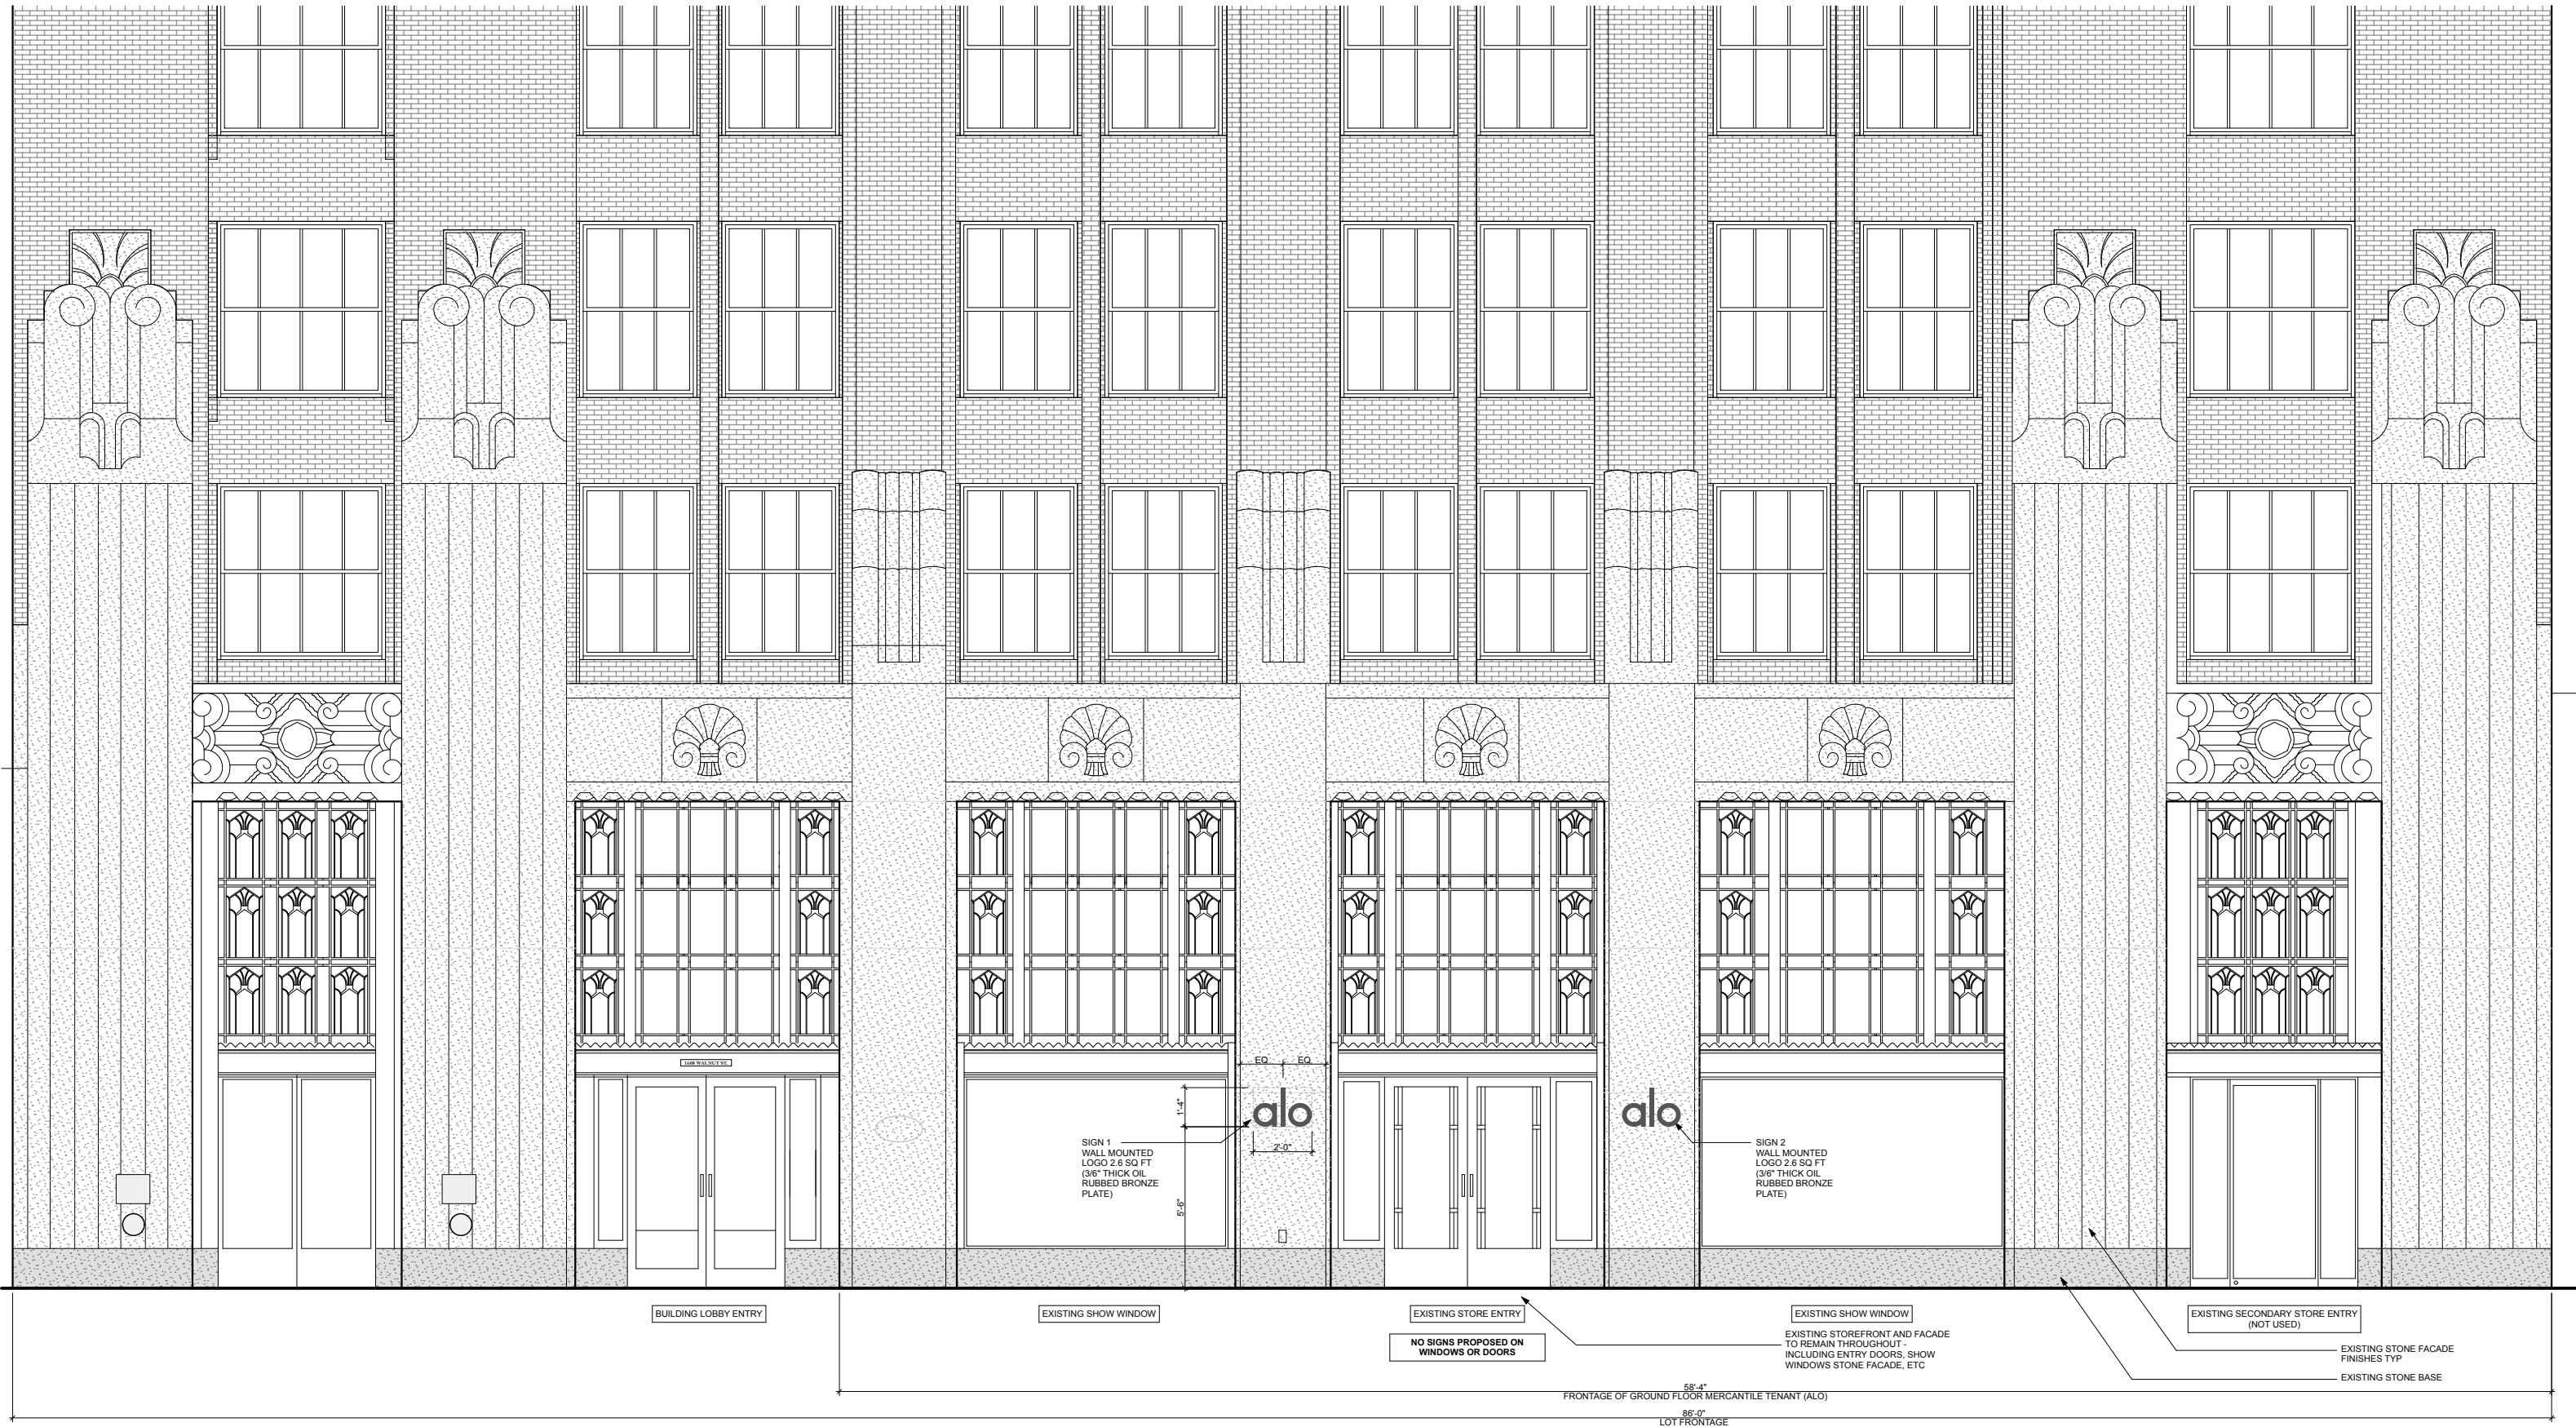 1608 WALNUT ST.
EQ
EQ
1'-4"
alo
2'-0"
5'-6"
SIGN 1
WALL MOUNTED
LOGO 2.6 SQ FT
(3/6" THICK OIL
RUBBED BRONZE
PLATE)
alo
SIGN 2
WALL MOUNTED
LOGO 2.6 SQ FT
(3/6" THICK OIL
RUBBED BRONZE
PLATE)
BUILDING LOBBY ENTRY
EXISTING SHOW WINDOW
EXISTING STORE ENTRY
NO SIGNS PROPOSED ON
WINDOWS OR DOORS
EXISTING SHOW WINDOW
EXISTING STOREFRONT AND FACADE
TO REMAIN THROUGHOUT -
INCLUDING ENTRY DOORS, SHOW
WINDOWS STONE FACADE, ETC
EXISTING SECONDARY STORE ENTRY
(NOT USED)
EXISTING STONE FACADE
FINISHES TYP
EXISTING STONE BASE
58'-4"
FRONTAGE OF GROUND FLOOR MERCANTILE TENANT (ALO)
86'-0"
LOT FRONTAGE